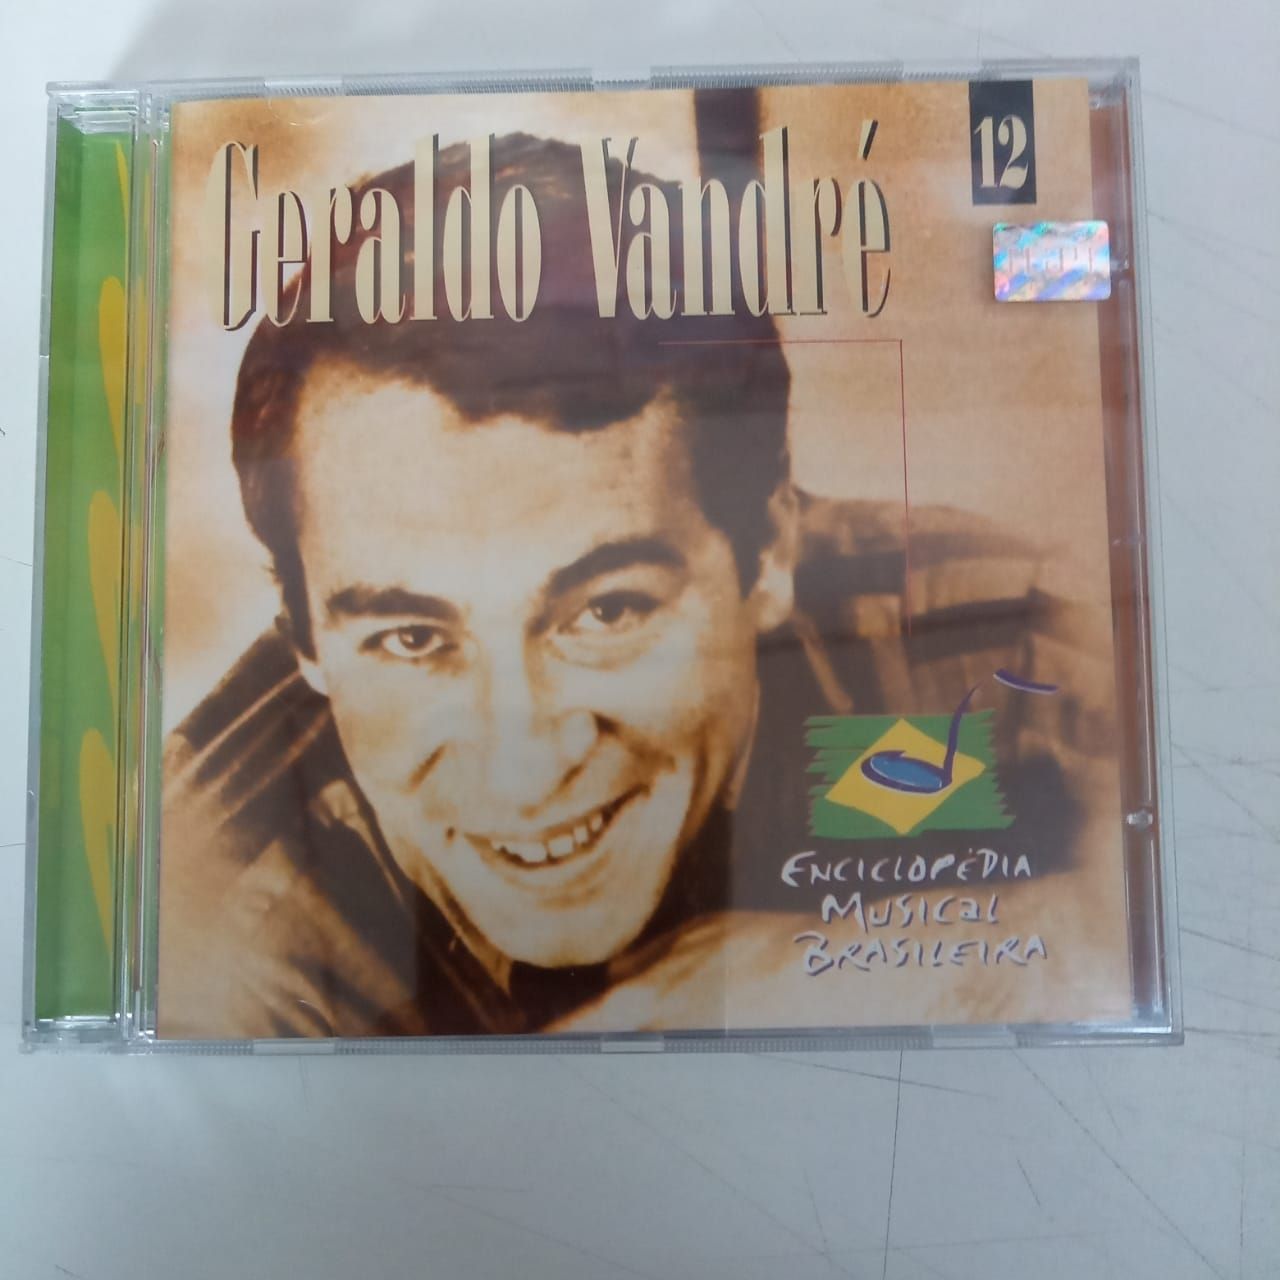 Geraldo Vandré
12
ENCICLOPÉDIA
MUSICAL
BRASILEIRA